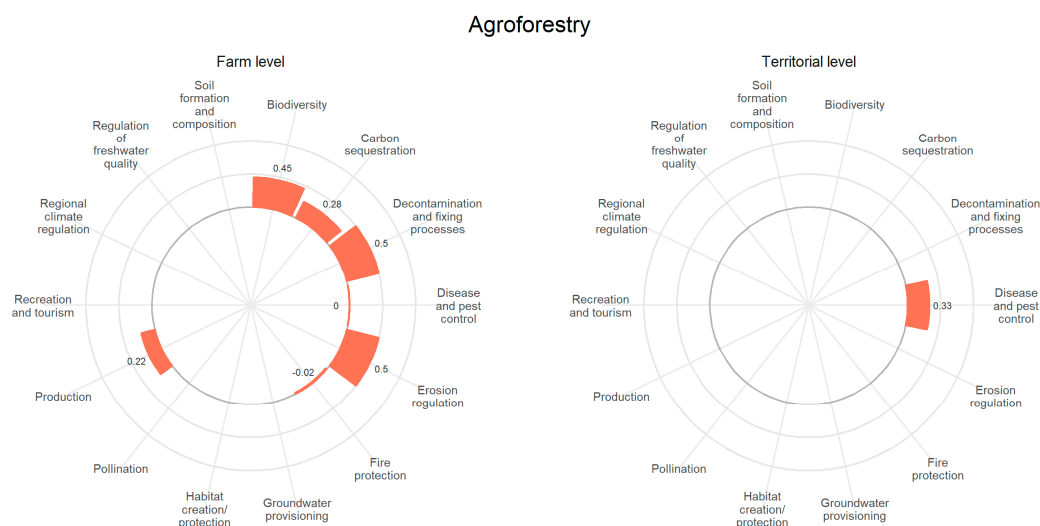 Agroforestry
Farm level
Soil
formation
and
composition
Biodiversity
Carbon
sequestration
Decontamination
and fixing
processes
Disease
and pest
control
Erosion
regulation
Fire
protection
Groundwater
provisioning
Habitat
creation/
protection
Pollination
Production
Recreation
and tourism
Regional
climate
regulation
Regulation
of
freshwater
quality
0.45
0.28
0.5
0
0.5
-0.02
0.22
Territorial level
Soil
formation
and
composition
Biodiversity
Carbon
sequestration
Decontamination
and fixing
processes
Disease
and pest
control
Erosion
regulation
Fire
protection
Groundwater
provisioning
Habitat
creation/
protection
Pollination
Production
Recreation
and tourism
Regional
climate
regulation
Regulation
of
freshwater
quality
0.33